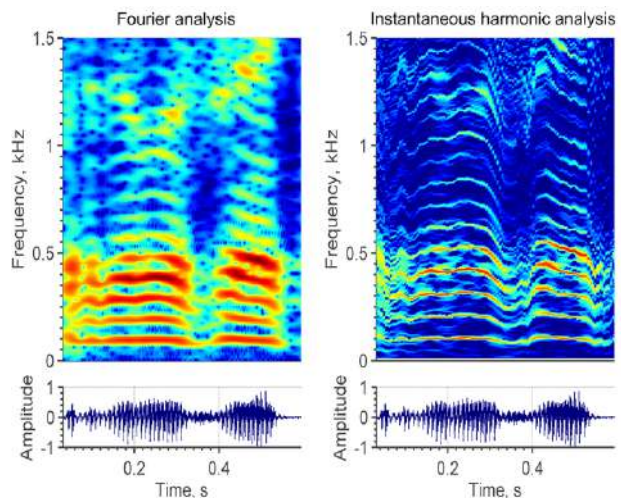 Fourier analysis
Instantaneous harmonic analysis
1.5
1
0.5
0
Frequency, kHz
1.5
1
0.5
0
Frequency, kHz
1
0
-1
Amplitude
0.2 0.4
Time, s
1
0
-1
Amplitude
0.2 0.4
Time, s